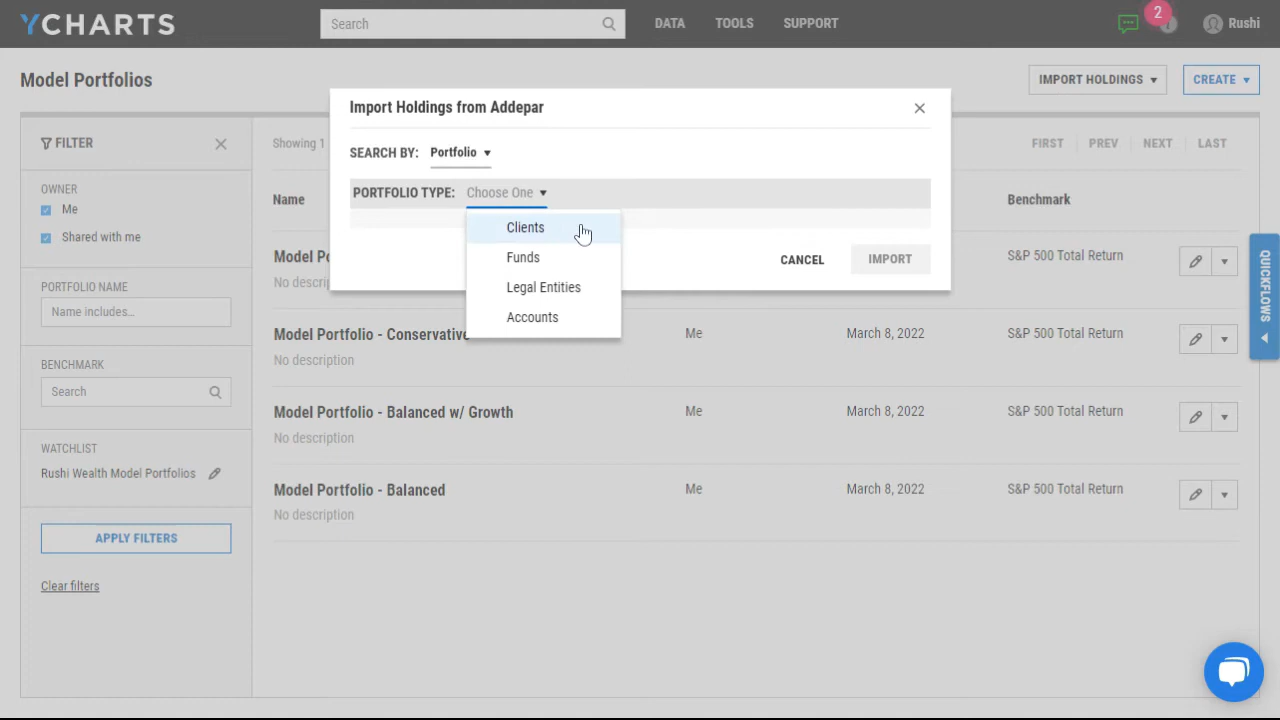 YCHARTS
Search
DATA
TOOLS
SUPPORT
2
Rushi
Model Portfolios
IMPORT HOLDINGS
CREATE
FILTER
OWNER
Me
Shared with me
PORTFOLIO NAME
Name includes...
BENCHMARK
Search
WATCHLIST
Rushi Wealth Model Portfolios
APPLY FILTERS
Clear filters
Import Holdings from Addepar
SEARCH BY: Portfolio
PORTFOLIO TYPE: Choose One
Clients
Funds
Legal Entities
Accounts
CANCEL
IMPORT
Showing 1
FIRST
PREV
NEXT
LAST
Name
Benchmark
Model
S&P 500 Total Return
Model Portfolio - Conservative
Me
March 8, 2022
S&P 500 Total Return
No description
Model Portfolio - Balanced w/ Growth
Me
March 8, 2022
S&P 500 Total Return
No description
Model Portfolio - Balanced
Me
March 8, 2022
S&P 500 Total Return
No description
QUICKFLOWS